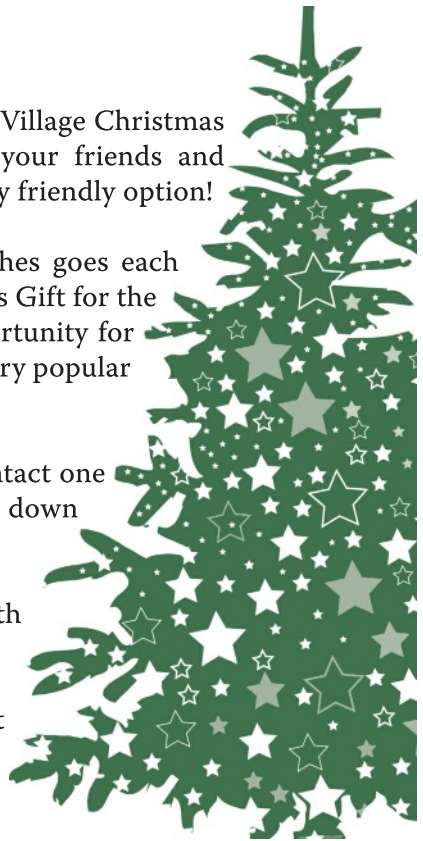 Village Christmas
your friends and
y friendly option!
hes goes each
s Gift for the
rtunity for
ry popular
ntact one
down
th
t